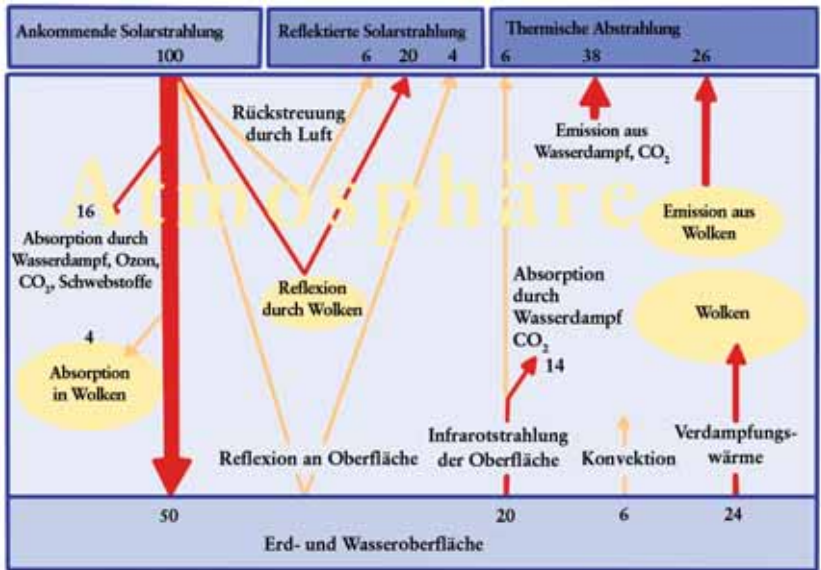 Ankommende Solarstrahlung
100
Reflektierte Solarstrahlung
6 20 4
Thermische Abstrahlung
6 38 26
Atmosphäre
Rückstreuung
durch Luft
Emission aus
Wasserdampf, CO₂
16
Absorption durch
Wasserdampf, Ozon,
CO₂, Schwebstoffe
Emission aus
Wolken
Reflexion
durch Wolken
Absorption
durch
Wasserdampf
CO₂
14
Wolken
4
Absorption
in Wolken
Reflexion an Oberfläche
Infrarotstrahlung
der Oberfläche
Konvektion
Verdampfungs-
wärme
50 20 6 24
Erd- und Wasseroberfläche